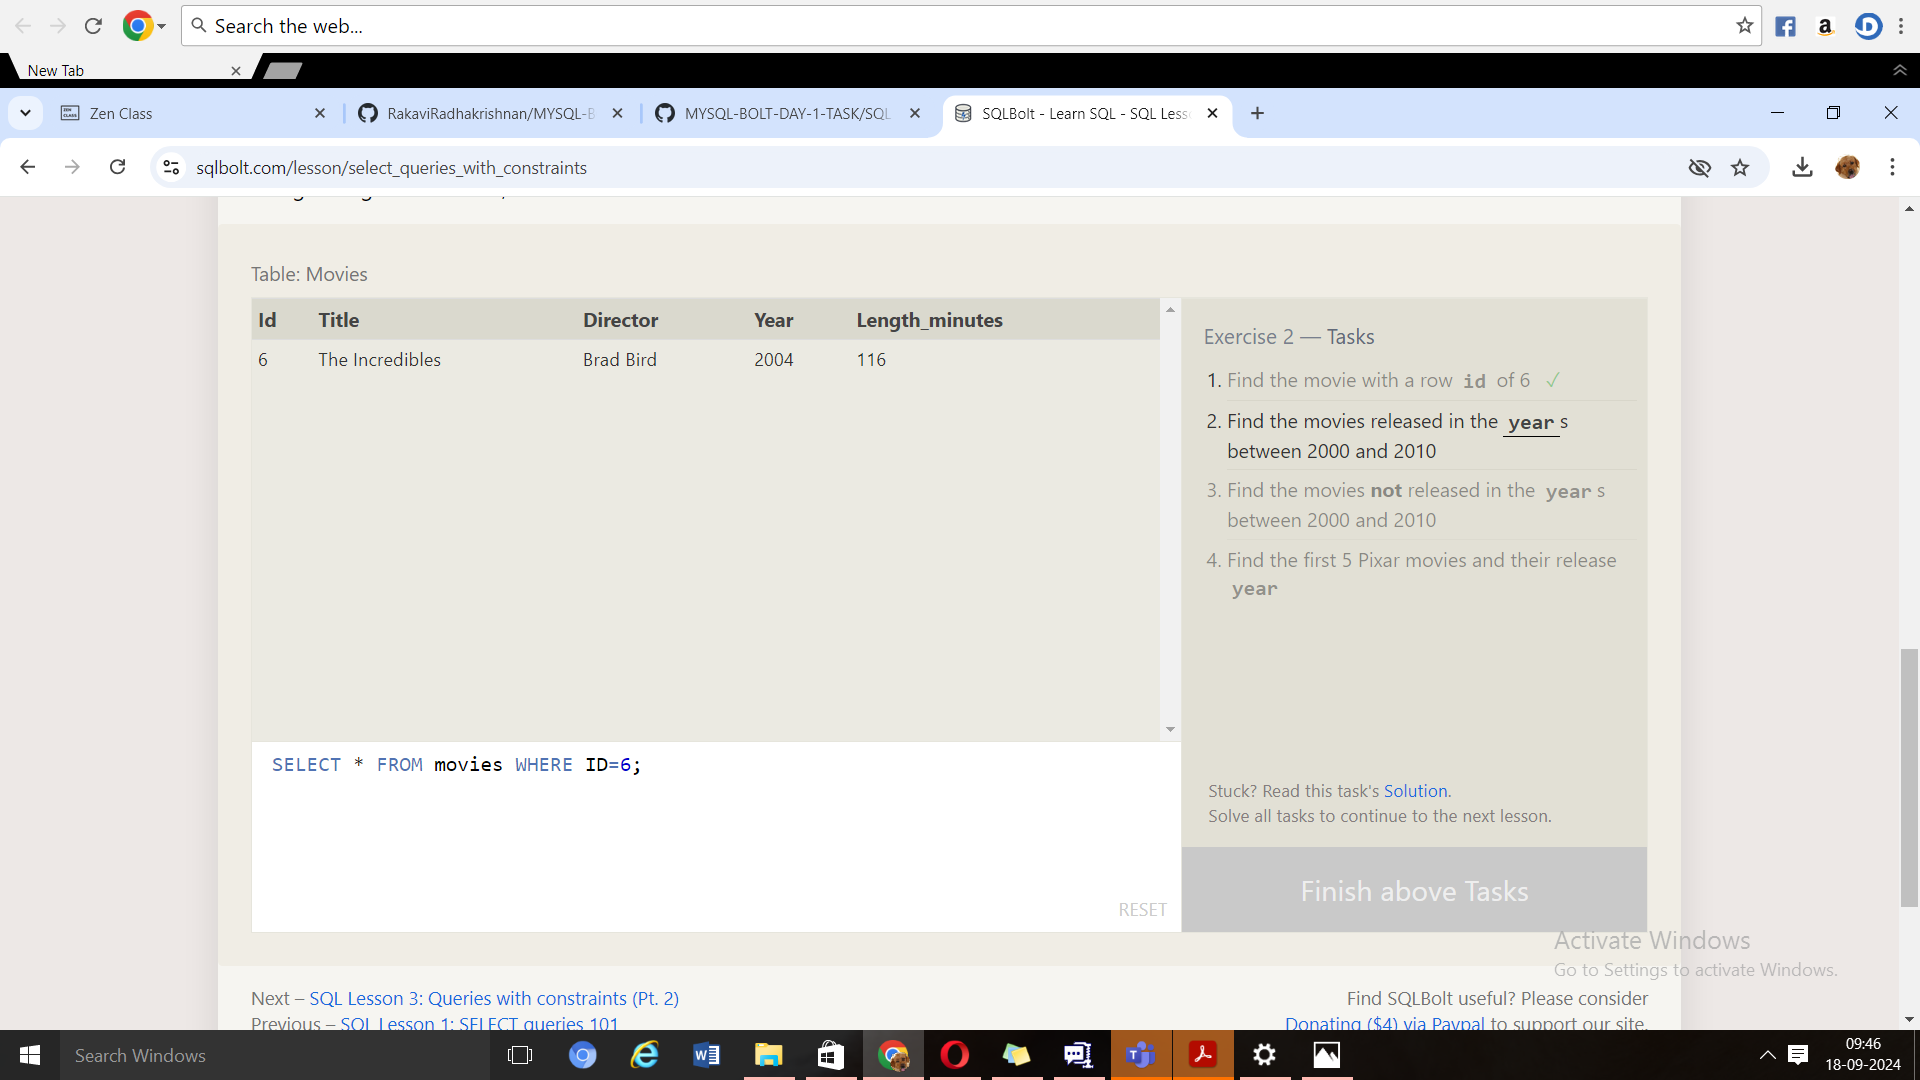 Search the web...
New Tab
Zen Class
RakaviRadhakrishnan/MYSQL-B
MYSQL-BOLT-DAY-1-TASK/SQL
SQLBolt - Learn SQL - SQL Less
sqlbolt.com/lesson/select_queries_with_constraints
Table: Movies
Id Title Director Year Length_minutes
6 The Incredibles Brad Bird 2004 116
Exercise 2 — Tasks
1. Find the movie with a row id of 6 ✓
2. Find the movies released in the years
between 2000 and 2010
3. Find the movies not released in the years
between 2000 and 2010
4. Find the first 5 Pixar movies and their release
year
SELECT * FROM movies WHERE ID=6;
RESET
Stuck? Read this task's Solution.
Solve all tasks to continue to the next lesson.
Finish above Tasks
Activate Windows
Go to Settings to activate Windows.
Next – SQL Lesson 3: Queries with constraints (Pt. 2)
Previous – SQL Lesson 1: SELECT queries 101
Find SQLBolt useful? Please consider
Donating ($4) via Paypal to support our site.
Search Windows
09:46
18-09-2024